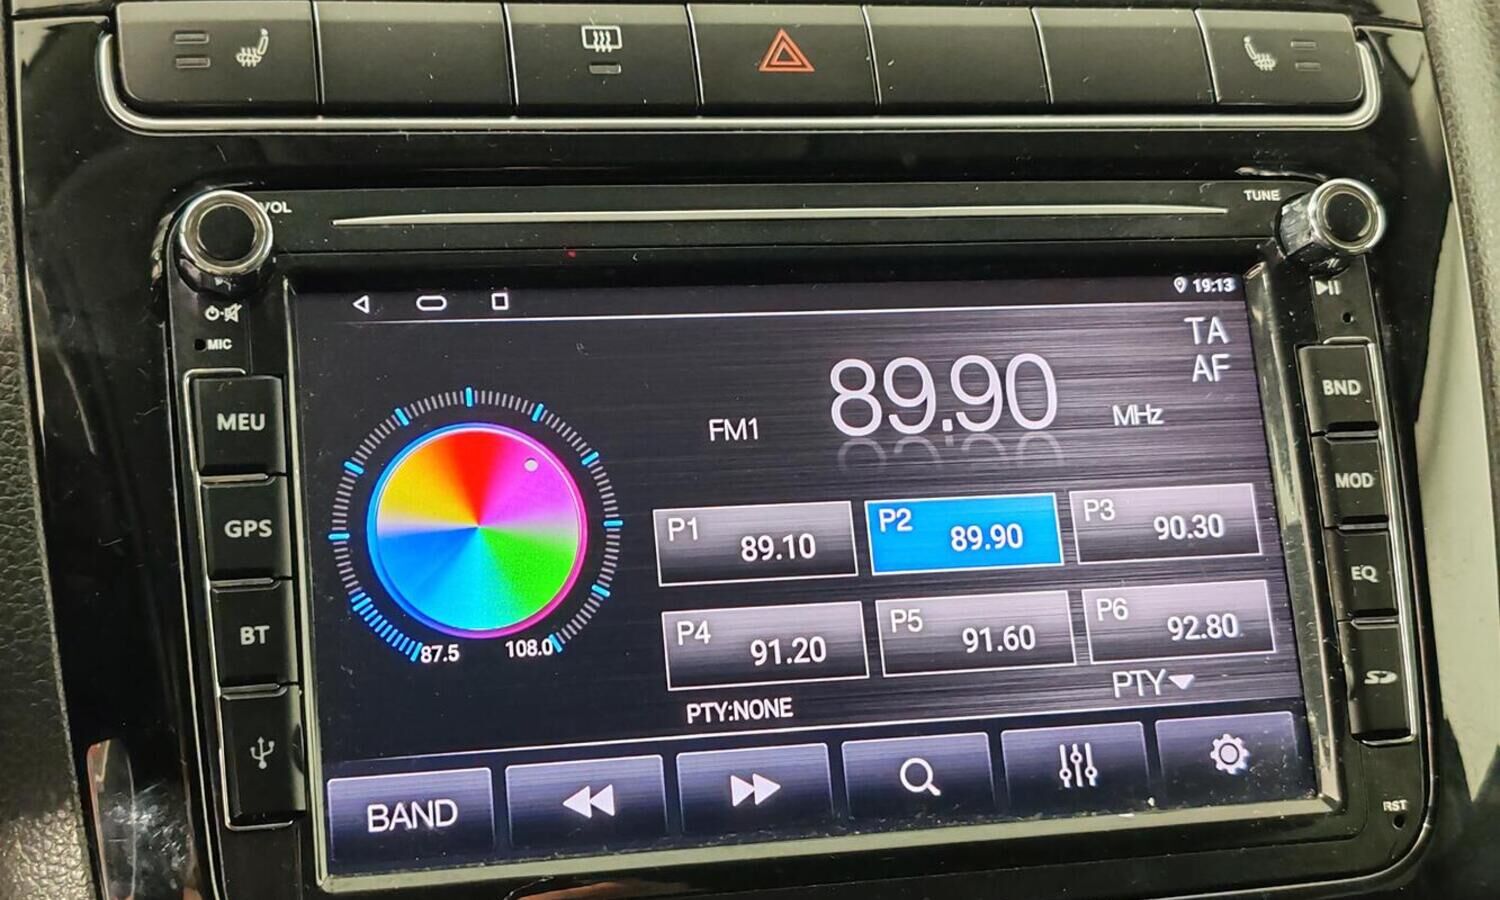 VOL
TUNE
MIC
MEU
GPS
BT
19:13
TA
AF
FM1
89.90
MHz
P1
89.10
P2
89.90
P3
90.30
P4
91.20
P5
91.60
P6
92.80
87.5
108.0
PTY:NONE
PTY
BAND
BND
MOD
EQ
SD
RST